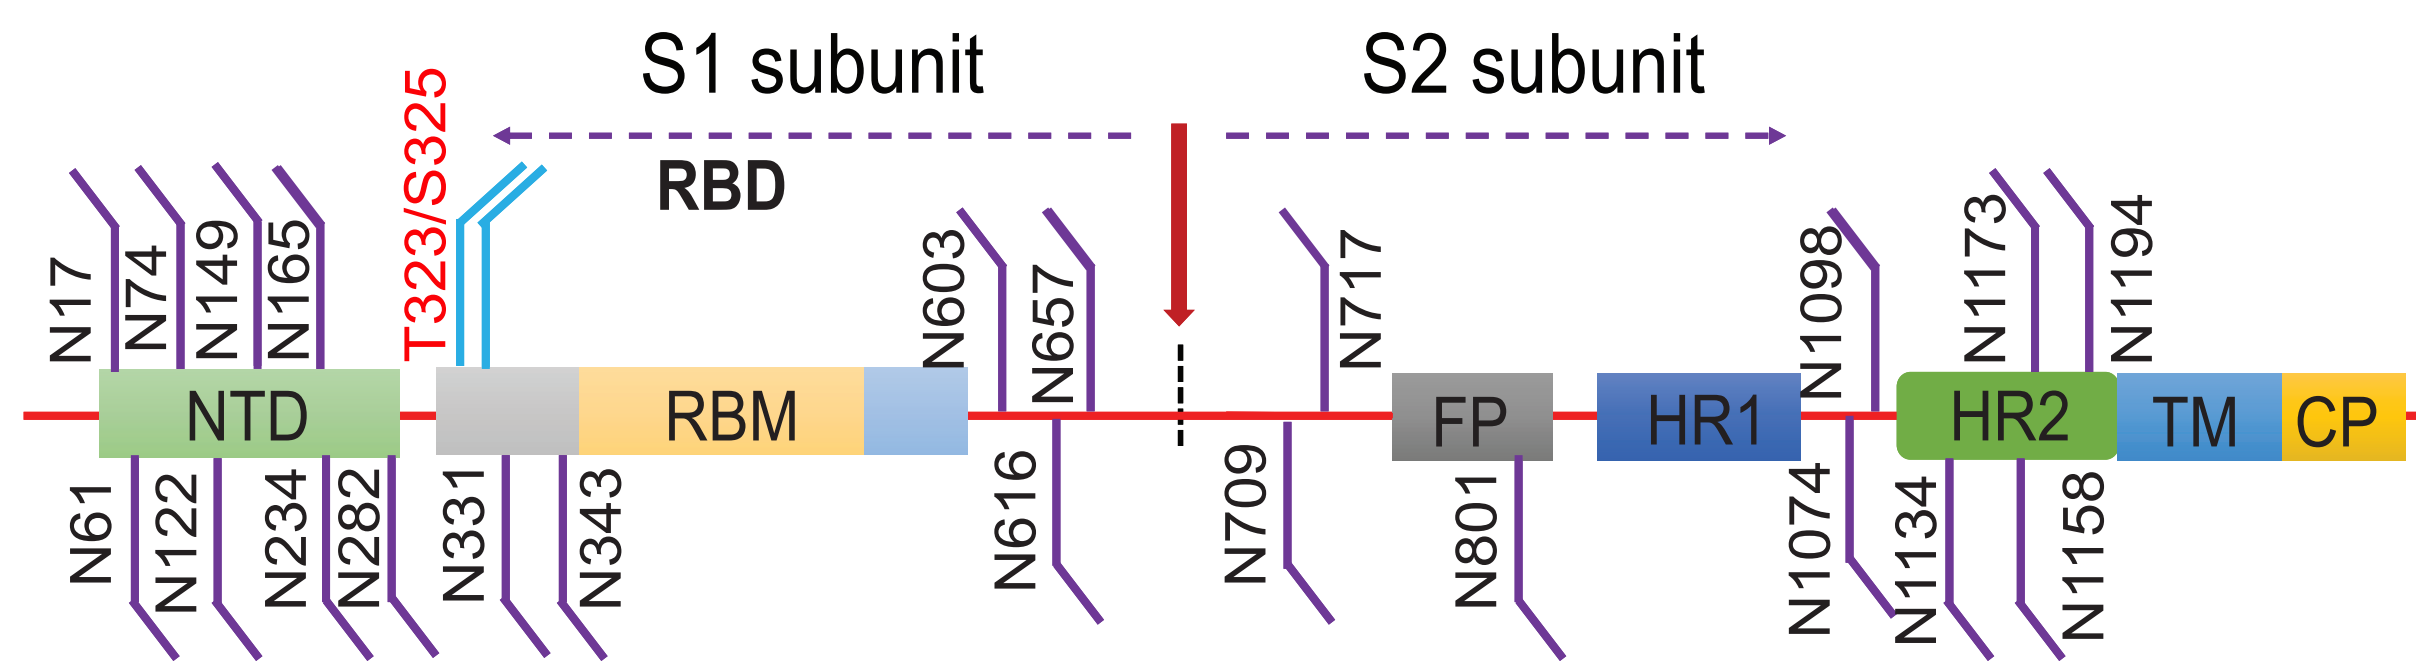 S1 subunit
S2 subunit
RBD
T323/S325
N17
N74
N149
N165
N603
N657
N717
N1098
N1173
N1194
NTD
RBM
FP
HR1
HR2
TM
CP
N61
N122
N234
N282
N331
N343
N616
N709
N801
N1074
N1134
N1158